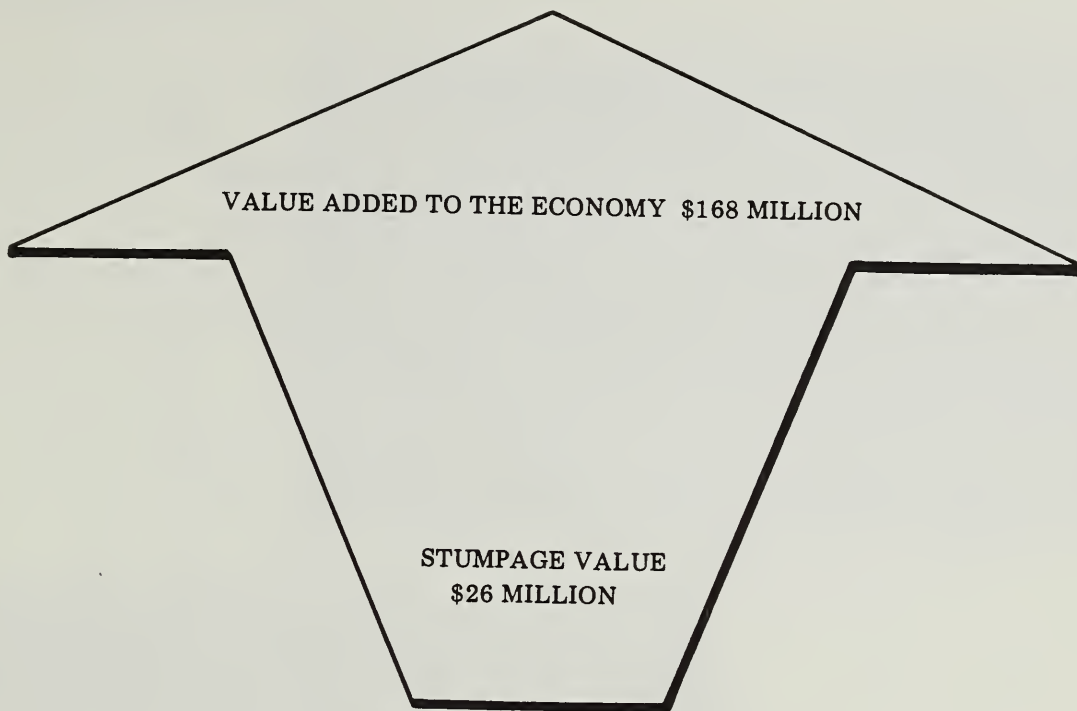 VALUE ADDED TO THE ECONOMY $168 MILLION
STUMPAGE VALUE
$26 MILLION